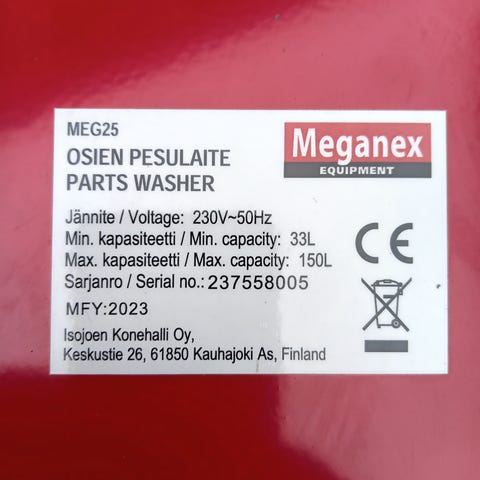 MEG25
OSIEN PESULAITE
PARTS WASHER
Meganex
EQUIPMENT
Jännite / Voltage: 230V~50Hz
Min. kapasiteetti / Min. capacity: 33L
Max. kapasiteetti / Max. capacity: 150L
Sarjanro / Serial no.: 237558005
MFY:2023
Isojoen Konehalli Oy,
Keskustie 26, 61850 Kauhajoki As, Finland
CE